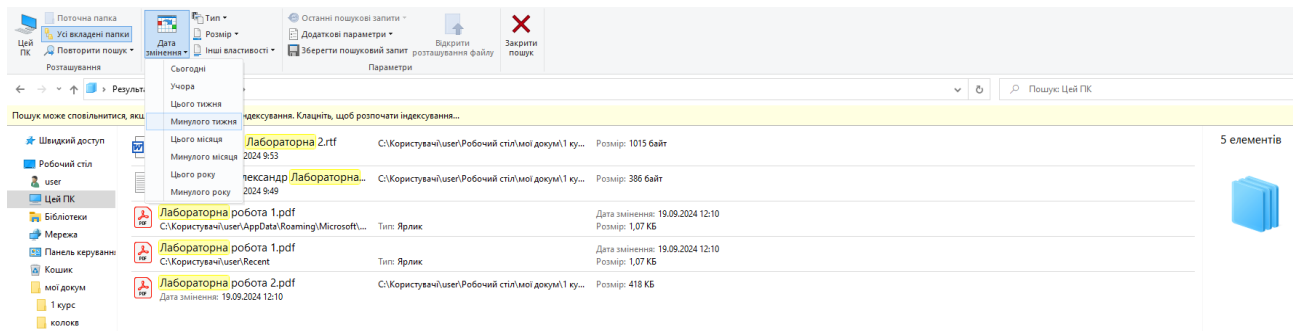 Поточна папка
Усі вкладені папки
Повторити пошук
Цей ПК
Розташування
Дата змінення
Тип
Розмір
Інші властивості
Останні пошукові запити
Додаткові параметри
Зберегти пошуковий запит
Відкрити розташування файлу
Параметри
Закрити пошук
Сьогодні
Учора
Цього тижня
Минулого тижня
Цього місяця
Минулого місяця
Цього року
Минулого року
Пошук: Цей ПК
Пошук може сповільнитися, індексування. Клацніть, щоб розпочати індексування...
Швидкий доступ
Робочий стіл
user
Цей ПК
Бібліотеки
Мережа
Панель керуванн
Кошик
мої докум
1 курс
колокв
Лабораторна 2.rtf
2024 9:53
C:\Користувачі\user\Робочий стіл\мої докум\1 ку...
Розмір: 1015 байт
Лабораторна...
2024 9:49
C:\Користувачі\user\Робочий стіл\мої докум\1 ку...
Розмір: 386 байт
Лабораторна робота 1.pdf
C:\Користувачі\user\AppData\Roaming\Microsoft\...
Тип: Ярлик
Дата змінення: 19.09.2024 12:10
Розмір: 1,07 КБ
Лабораторна робота 1.pdf
C:\Користувачі\user\Recent
Тип: Ярлик
Дата змінення: 19.09.2024 12:10
Розмір: 1,07 КБ
Лабораторна робота 2.pdf
Дата змінення: 19.09.2024 12:10
C:\Користувачі\user\Робочий стіл\мої докум\1 ку...
Розмір: 418 КБ
5 елементів